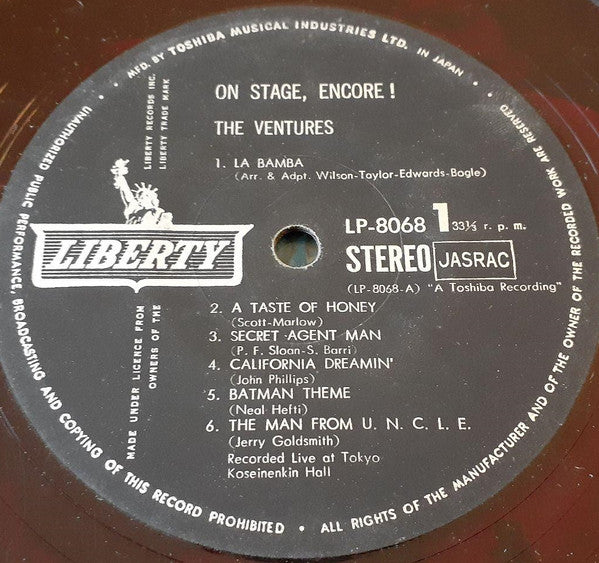 MFD. BY TOSHIBA MUSICAL INDUSTRIES LTD. IN JAPAN
UNAUTHORIZED PUBLIC PERFORMANCE, BROADCASTING AND COPYING OF THIS RECORD PROHIBITED • ALL RIGHTS OF THE MANUFACTURER AND OF THE OWNER OF THE RECORDED WORK ARE RESERVED
LIBERTY RECORDS INC.
LIBERTY TRADE MARK
ON STAGE, ENCORE!
THE VENTURES
1. LA BAMBA
(Arr. & Adpt. Wilson-Taylor-Edwards-Bogle)
LIBERTY
LP-8068 1 33⅓ r. p. m.
STEREO JASRAC
(LP-8068-A) "A Toshiba Recording"
MADE UNDER LICENCE FROM
OWNERS OF THE
2. A TASTE OF HONEY
(Scott-Marlow)
3. SECRET AGENT MAN
(P. F. Sloan-S. Barri)
4. CALIFORNIA DREAMIN'
(John Phillips)
5. BATMAN THEME
(Neal Hefti)
6. THE MAN FROM U. N. C. L. E.
(Jerry Goldsmith)
Recorded Live at Tokyo
Koseinenkin Hall